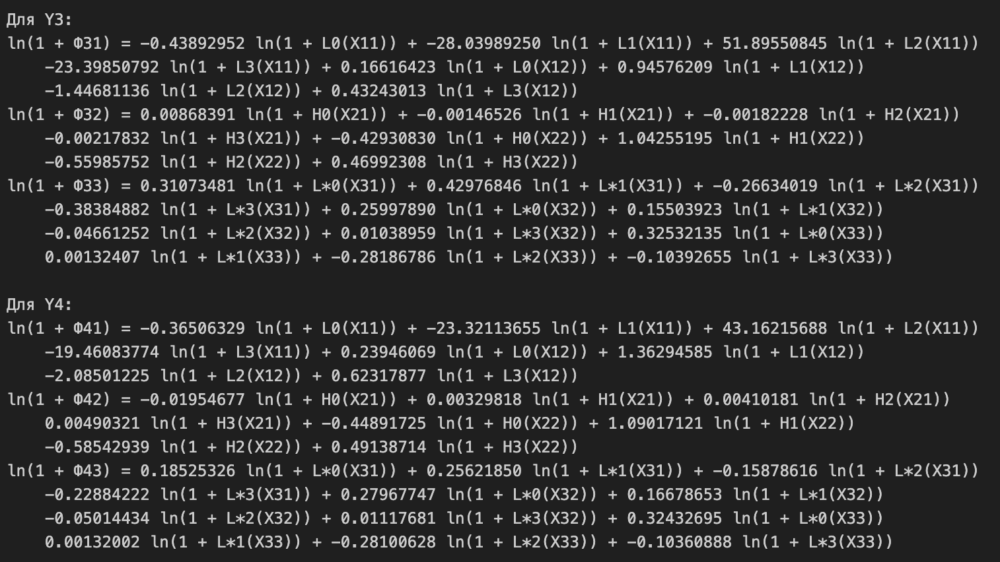 Для Y3:
ln(1 + Φ31) = -0.43892952 ln(1 + L0(X11)) + -28.03989250 ln(1 + L1(X11)) + 51.89550845 ln(1 + L2(X11))
-23.39850792 ln(1 + L3(X11)) + 0.16616423 ln(1 + L0(X12)) + 0.94576209 ln(1 + L1(X12))
-1.44681136 ln(1 + L2(X12)) + 0.43243013 ln(1 + L3(X12))
ln(1 + Φ32) = 0.00868391 ln(1 + H0(X21)) + -0.00146526 ln(1 + H1(X21)) + -0.00182228 ln(1 + H2(X21))
-0.00217832 ln(1 + H3(X21)) + -0.42930830 ln(1 + H0(X22)) + 1.04255195 ln(1 + H1(X22))
-0.55985752 ln(1 + H2(X22)) + 0.46992308 ln(1 + H3(X22))
ln(1 + Φ33) = 0.31073481 ln(1 + L*0(X31)) + 0.42976846 ln(1 + L*1(X31)) + -0.26634019 ln(1 + L*2(X31))
-0.38384882 ln(1 + L*3(X31)) + 0.25997890 ln(1 + L*0(X32)) + 0.15503923 ln(1 + L*1(X32))
-0.04661252 ln(1 + L*2(X32)) + 0.01038959 ln(1 + L*3(X32)) + 0.32532135 ln(1 + L*0(X33))
0.00132407 ln(1 + L*1(X33)) + -0.28186786 ln(1 + L*2(X33)) + -0.10392655 ln(1 + L*3(X33))
Для Y4:
ln(1 + Φ41) = -0.36506329 ln(1 + L0(X11)) + -23.32113655 ln(1 + L1(X11)) + 43.16215688 ln(1 + L2(X11))
-19.46083774 ln(1 + L3(X11)) + 0.23946069 ln(1 + L0(X12)) + 1.36294585 ln(1 + L1(X12))
-2.08501225 ln(1 + L2(X12)) + 0.62317877 ln(1 + L3(X12))
ln(1 + Φ42) = -0.01954677 ln(1 + H0(X21)) + 0.00329818 ln(1 + H1(X21)) + 0.00410181 ln(1 + H2(X21))
0.00490321 ln(1 + H3(X21)) + -0.44891725 ln(1 + H0(X22)) + 1.09017121 ln(1 + H1(X22))
-0.58542939 ln(1 + H2(X22)) + 0.49138714 ln(1 + H3(X22))
ln(1 + Φ43) = 0.18525326 ln(1 + L*0(X31)) + 0.25621850 ln(1 + L*1(X31)) + -0.15878616 ln(1 + L*2(X31))
-0.22884222 ln(1 + L*3(X31)) + 0.27967747 ln(1 + L*0(X32)) + 0.16678653 ln(1 + L*1(X32))
-0.05014434 ln(1 + L*2(X32)) + 0.01117681 ln(1 + L*3(X32)) + 0.32432695 ln(1 + L*0(X33))
0.00132002 ln(1 + L*1(X33)) + -0.28100628 ln(1 + L*2(X33)) + -0.10360888 ln(1 + L*3(X33))